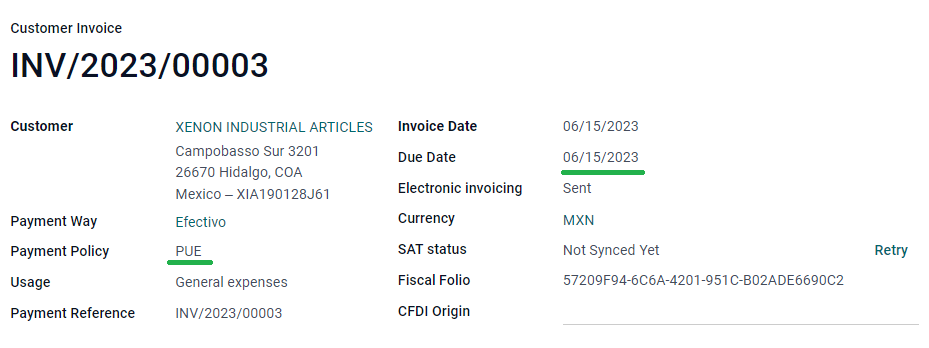 Customer Invoice
INV/2023/00003
Customer XENON INDUSTRIAL ARTICLES
Campobasso Sur 3201
26670 Hidalgo, COA
Mexico – XIA190128J61
Payment Way Efectivo
Payment Policy PUE
Usage General expenses
Payment Reference INV/2023/00003
Invoice Date 06/15/2023
Due Date 06/15/2023
Electronic invoicing Sent
Currency MXN
SAT status Not Synced Yet Retry
Fiscal Folio 57209F94-6C6A-4201-951C-B02ADE6690C2
CFDI Origin